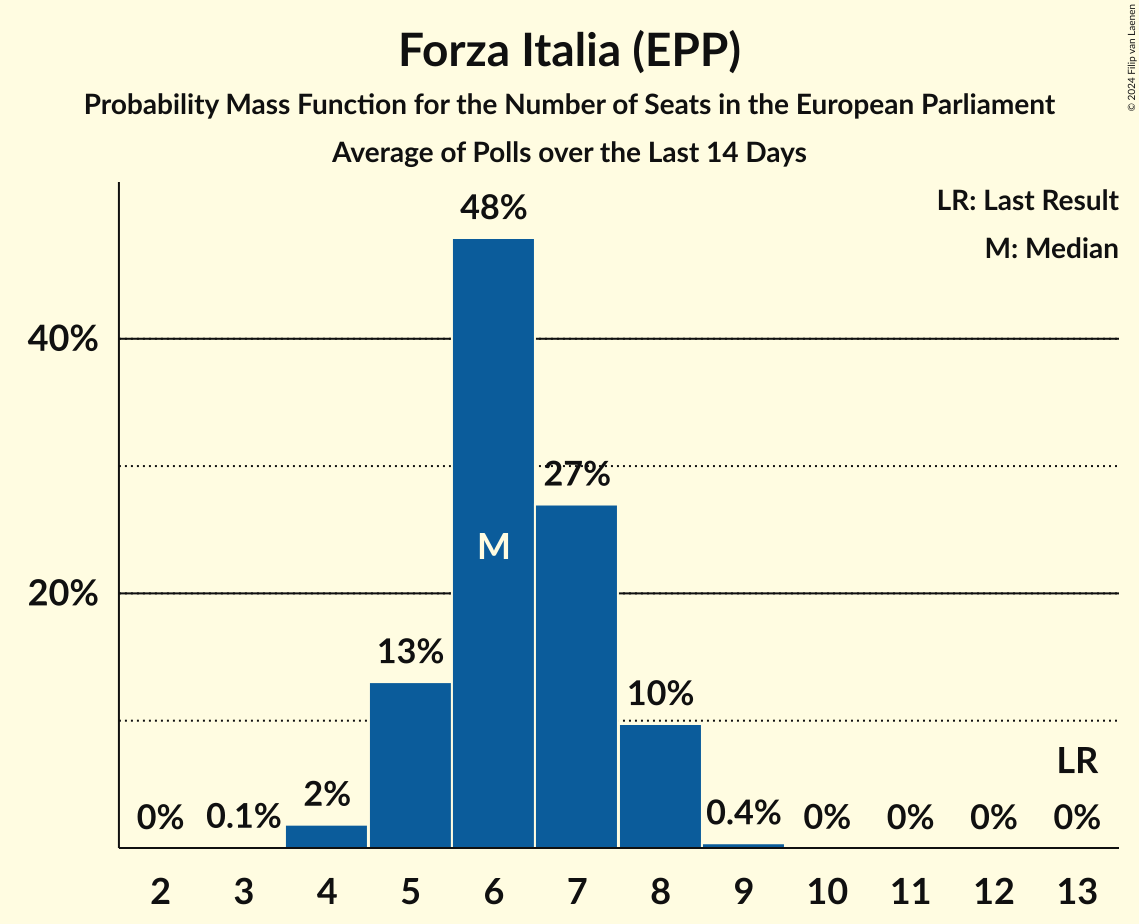 Forza Italia (EPP)
Probability Mass Function for the Number of Seats in the European Parliament
Average of Polls over the Last 14 Days
© 2024 Filip van Laenen
LR: Last Result
M: Median
48%
40%
27%
M
20%
13%
10%
LR
2%
0% 0.1% 0.4% 0% 0% 0% 0%
2 3 4 5 6 7 8 9 10 11 12 13